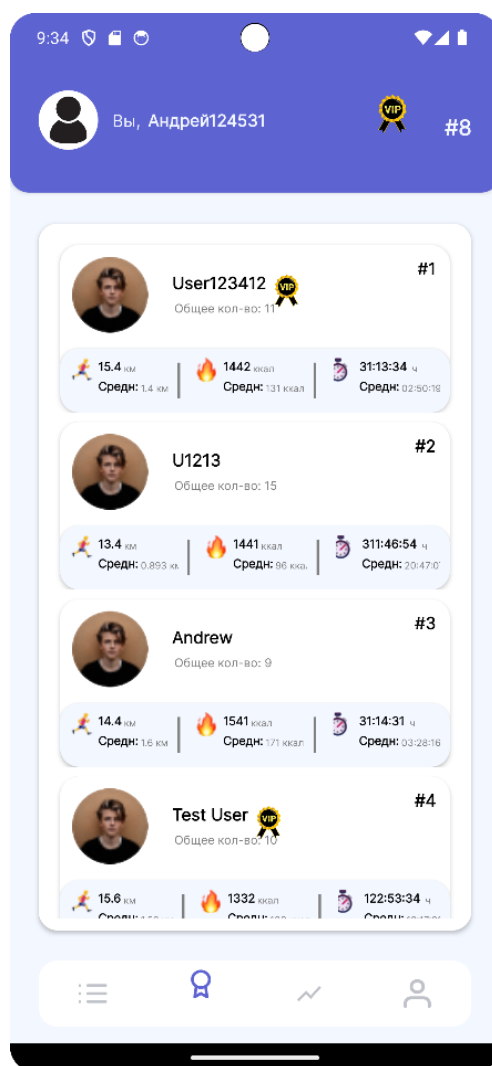 9:34
Вы, Андрей124531
VIP
#8
#1
User123412 VIP
Общее кол-во: 11
15.4 км 1442 ккал 31:13:34 ч
Средн: 1.4 км Средн: 131 ккал Средн: 02:50:19
#2
U1213
Общее кол-во: 15
13.4 км 1441 ккал 311:46:54 ч
Средн: 0.893 Средн: 96 Средн: 20:47:0
#3
Andrew
Общее кол-во: 9
14.4 км 1541 ккал 31:14:31 ч
Средн: 1.6 км Средн: 171 ккал Средн: 03:28:16
#4
Test User VIP
Общее кол-во: 10
15.6 км 1332 ккал 122:53:34 ч
Средн: Средн: Средн: